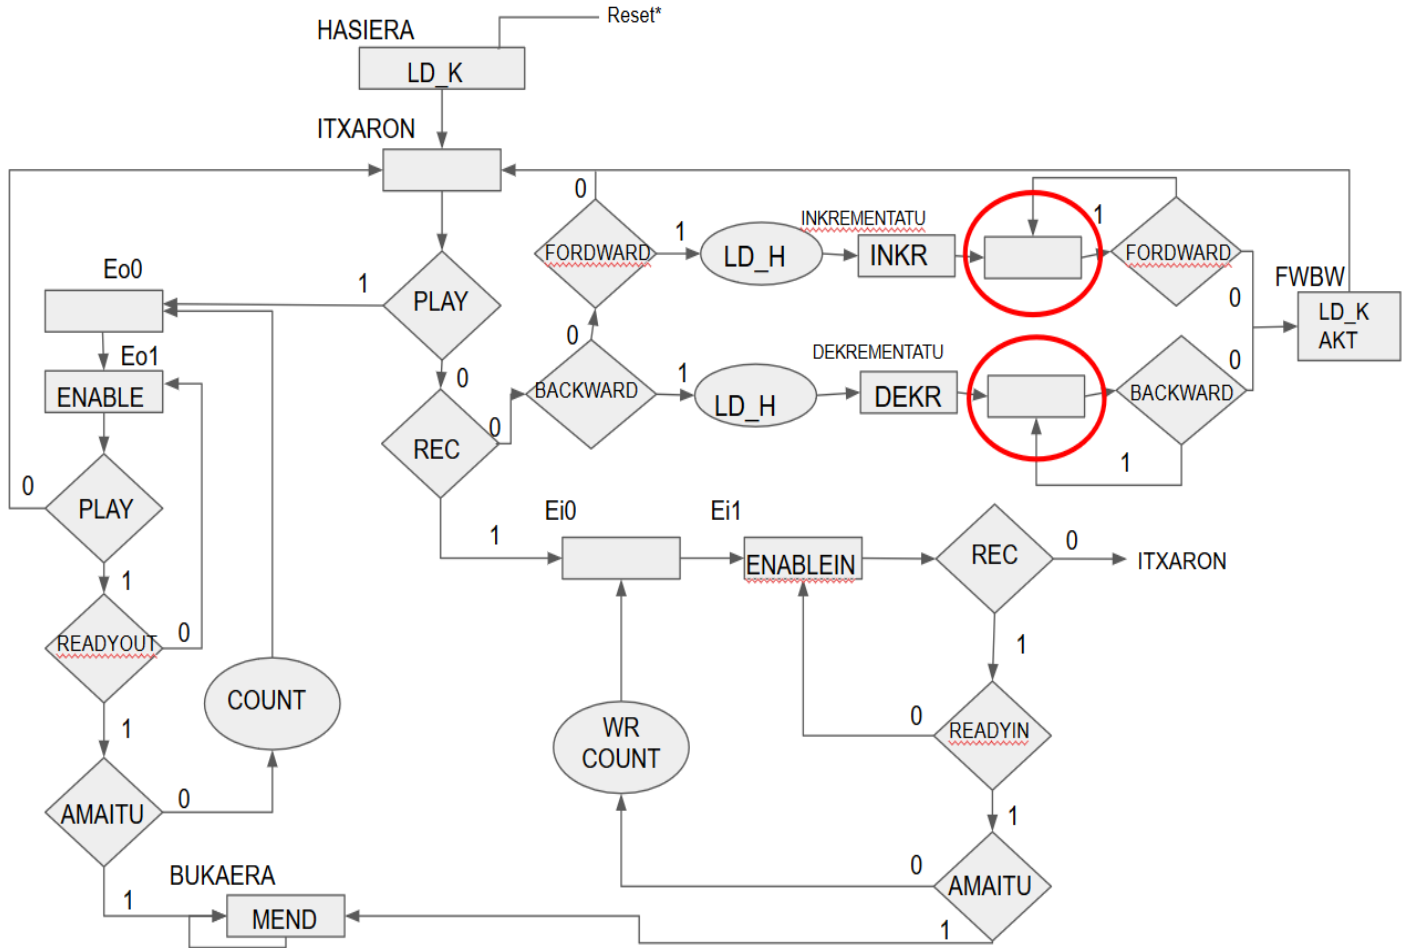 Reset*
HASIERA
LD_K
ITXARON
0
1
INKREMENTATU
1
FORDWARD
LD_H
INKR
FORDWARD
Eo0
1
PLAY
FWBW
0
LD_K
AKT
0
DEKREMENTATU
0
Eo1
ENABLE
0
BACKWARD
1
LD_H
DEKR
BACKWARD
0
REC
1
0
PLAY
Ei0
Ei1
1
ENABLEIN
REC
0
ITXARON
1
READYOUT
0
1
COUNT
WR
COUNT
0
READYIN
1
AMAITU
0
1
0
AMAITU
BUKAERA
1
MEND
1